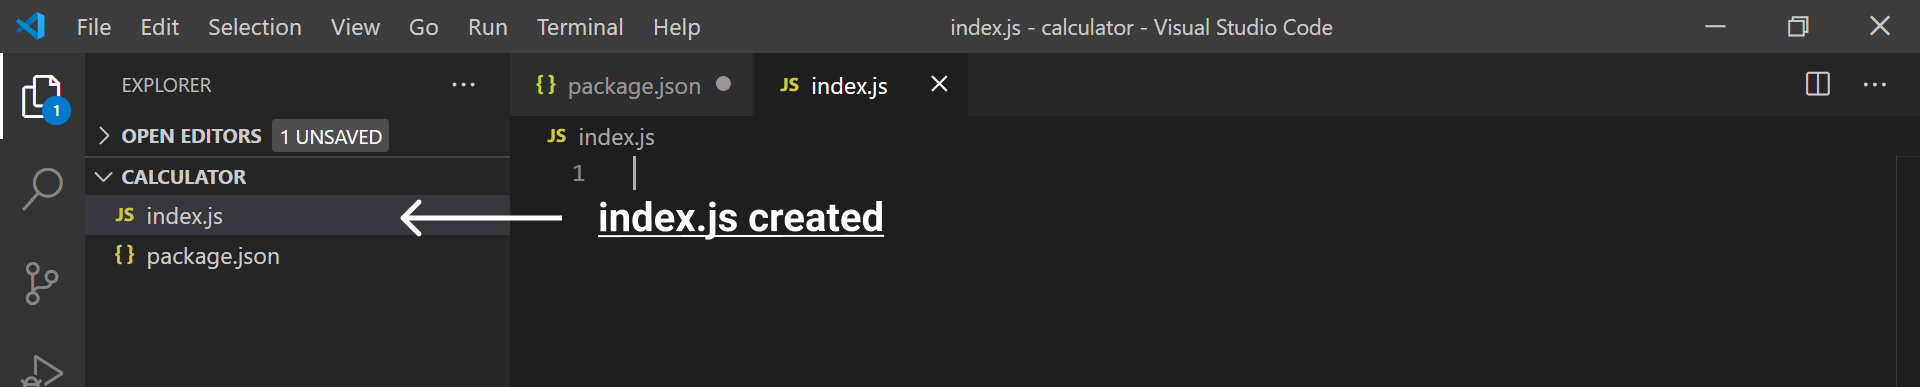 File Edit Selection View Go Run Terminal Help index.js - calculator - Visual Studio Code
EXPLORER
1
OPEN EDITORS 1 UNSAVED
CALCULATOR
JS index.js
{} package.json
{} package.json JS index.js
JS index.js
1
index.js created